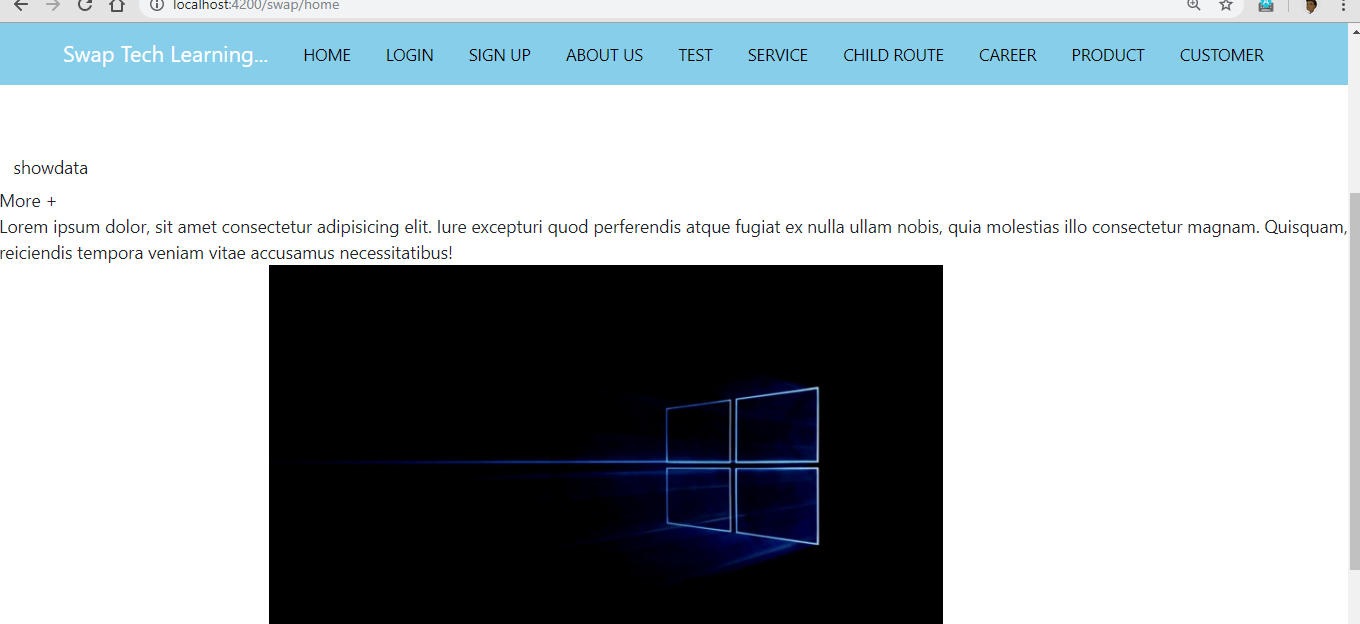 localhost:4200/swap/home
Swap Tech Learning... HOME LOGIN SIGN UP ABOUT US TEST SERVICE CHILD ROUTE CAREER PRODUCT CUSTOMER
showdata
More +
Lorem ipsum dolor, sit amet consectetur adipisicing elit. Iure excepturi quod perferendis atque fugiat ex nulla ullam nobis, quia molestias illo consectetur magnam. Quisquam,
reiciendis tempora veniam vitae accusamus necessitatibus!